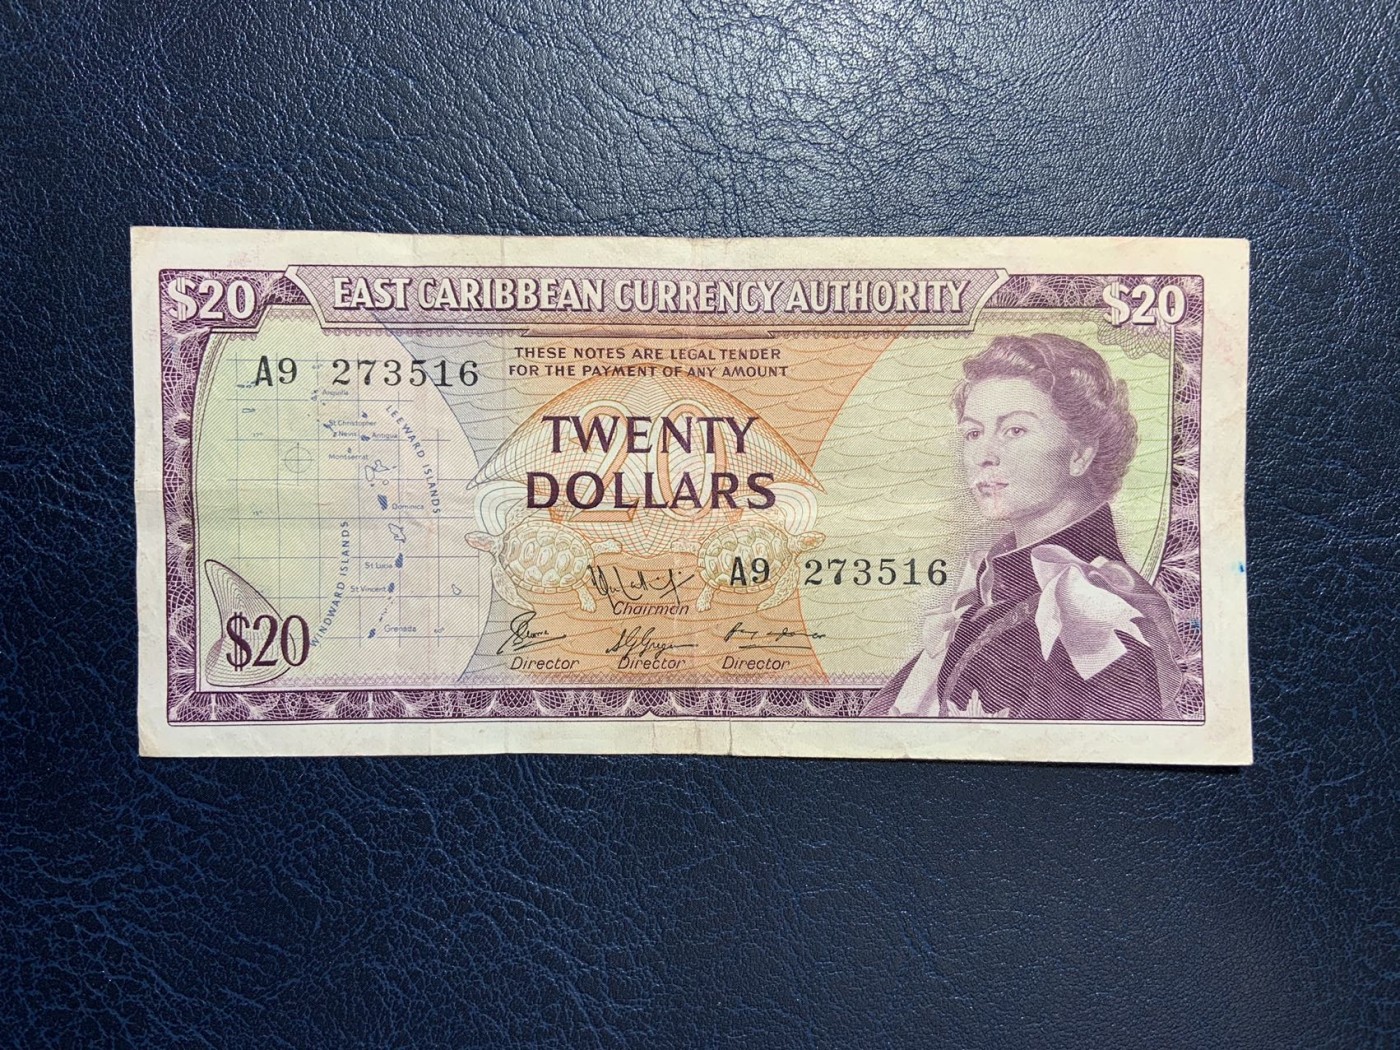 $20 EAST CARIBBEAN CURRENCY AUTHORITY $20
THESE NOTES ARE LEGAL TENDER
FOR THE PAYMENT OF ANY AMOUNT
A9 273516
20
TWENTY
DOLLARS
Anguilla
St Christopher
Nevis
Antigua
Montserrat
LEEWARD ISLANDS
Dominica
St Lucia
St Vincent
Grenada
WINDWARD ISLANDS
A9 273516
Chairman
Director Director Director
$20